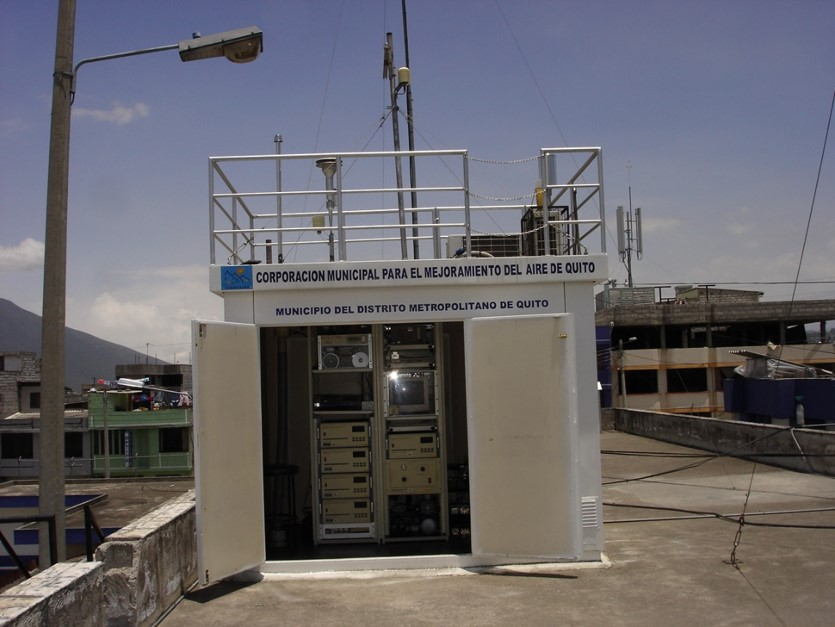 CORPORACION MUNICIPAL PARA EL MEJORAMIENTO DEL AIRE DE QUITO
MUNICIPIO DEL DISTRITO METROPOLITANO DE QUITO